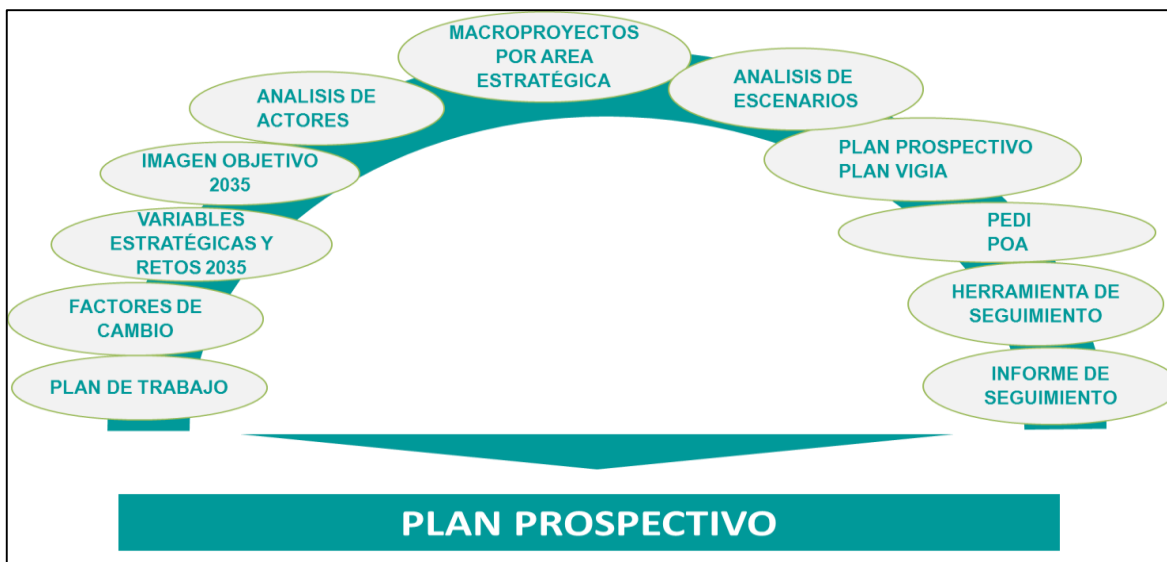 MACROPROYECTOS
POR AREA
ESTRATÉGICA
ANALISIS DE
ACTORES
ANALISIS DE
ESCENARIOS
IMAGEN OBJETIVO
2035
PLAN PROSPECTIVO
PLAN VIGIA
VARIABLES
ESTRATÉGICAS Y
RETOS 2035
PEDI
POA
FACTORES DE
CAMBIO
HERRAMIENTA DE
SEGUIMIENTO
PLAN DE TRABAJO
INFORME DE
SEGUIMIENTO
PLAN PROSPECTIVO